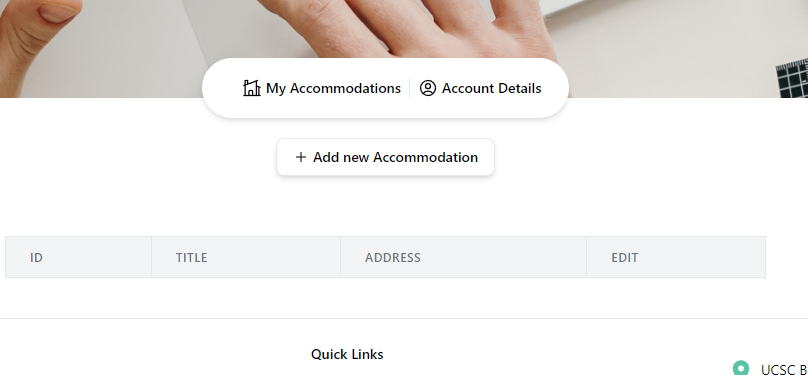 My Accommodations Account Details
Add new Accommodation
ID TITLE ADDRESS EDIT
Quick Links
UCSC B